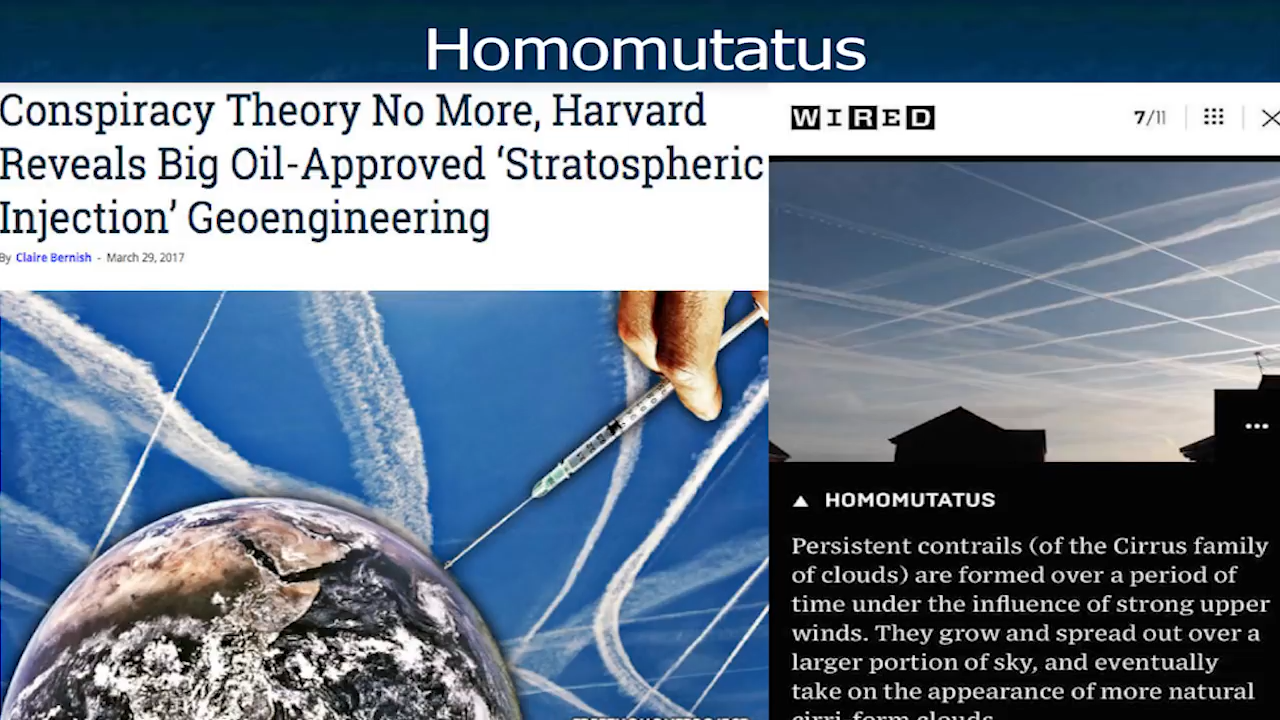 Homomutatus
Conspiracy Theory No More, Harvard
Reveals Big Oil-Approved ‘Stratospheric
Injection’ Geoengineering
By Claire Bernish - March 29, 2017
WIRED
7/11
▲ HOMOMUTATUS
Persistent contrails (of the Cirrus family
of clouds) are formed over a period of
time under the influence of strong upper
winds. They grow and spread out over a
larger portion of sky, and eventually
take on the appearance of more natural
cirri-form clouds